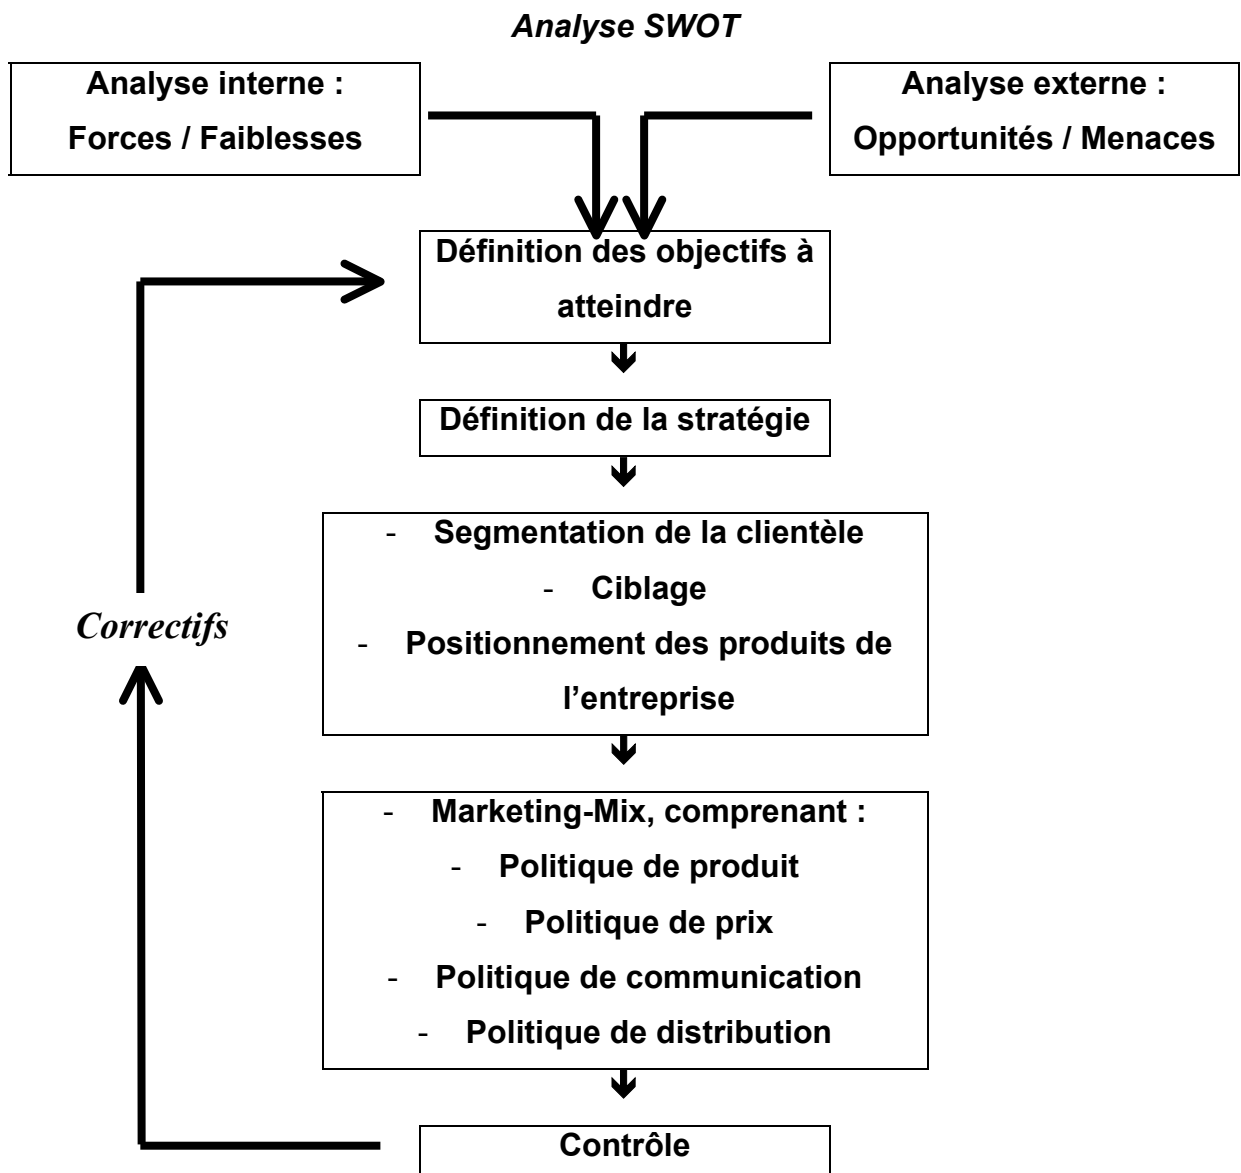 Analyse SWOT
Analyse interne :
Forces / Faiblesses
Analyse externe :
Opportunités / Menaces
Définition des objectifs à
atteindre
Définition de la stratégie
- Segmentation de la clientèle
- Ciblage
- Positionnement des produits de
l’entreprise
Correctifs
- Marketing-Mix, comprenant :
- Politique de produit
- Politique de prix
- Politique de communication
- Politique de distribution
Contrôle